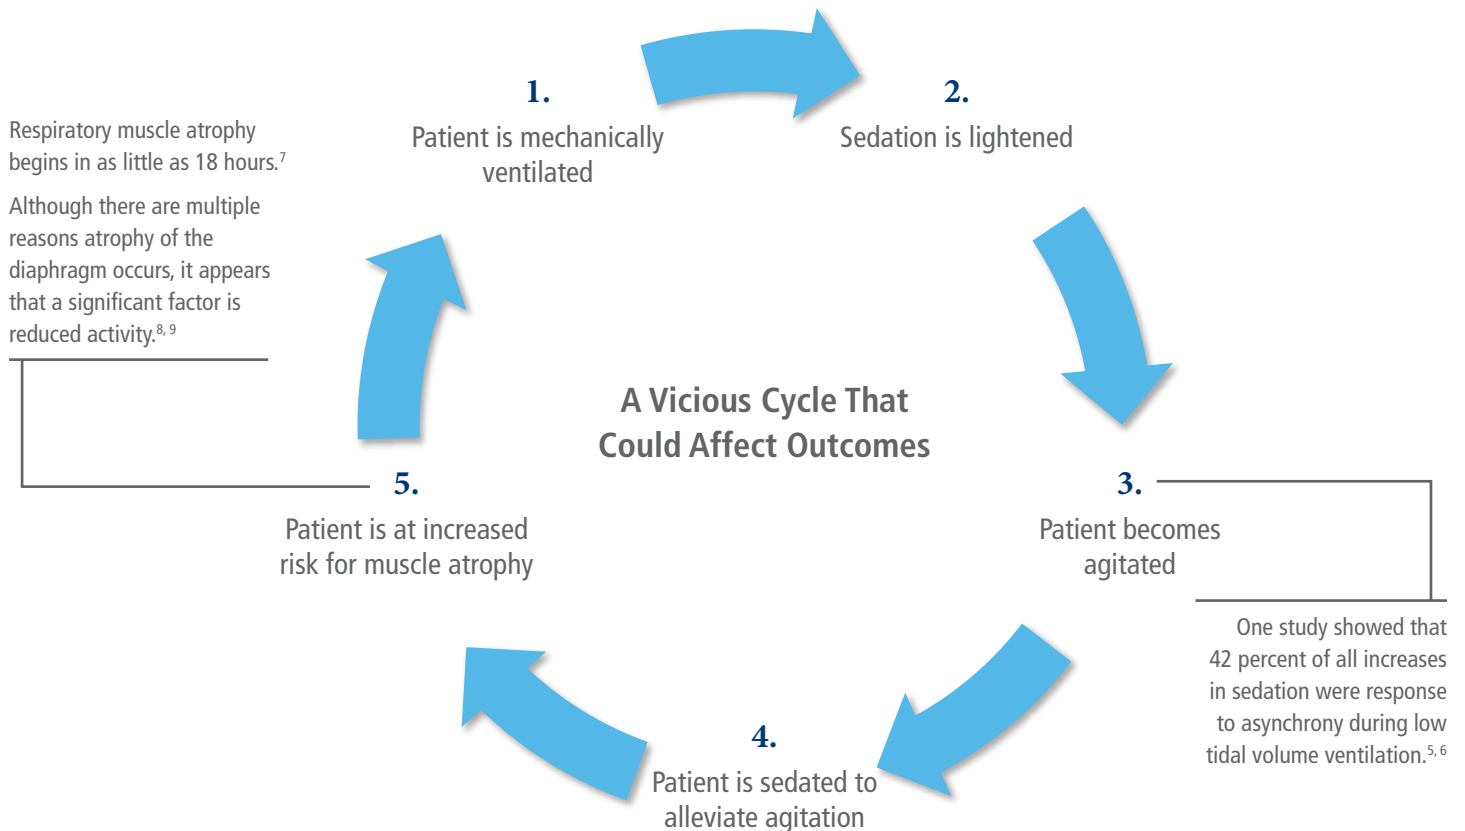 1.
Patient is mechanically
ventilated
2.
Sedation is lightened
Respiratory muscle atrophy
begins in as little as 18 hours.7
Although there are multiple
reasons atrophy of the
diaphragm occurs, it appears
that a significant factor is
reduced activity.8, 9
A Vicious Cycle That
Could Affect Outcomes
3.
Patient becomes
agitated
One study showed that
42 percent of all increases
in sedation were response
to asynchrony during low
tidal volume ventilation.5, 6
4.
Patient is sedated to
alleviate agitation
5.
Patient is at increased
risk for muscle atrophy